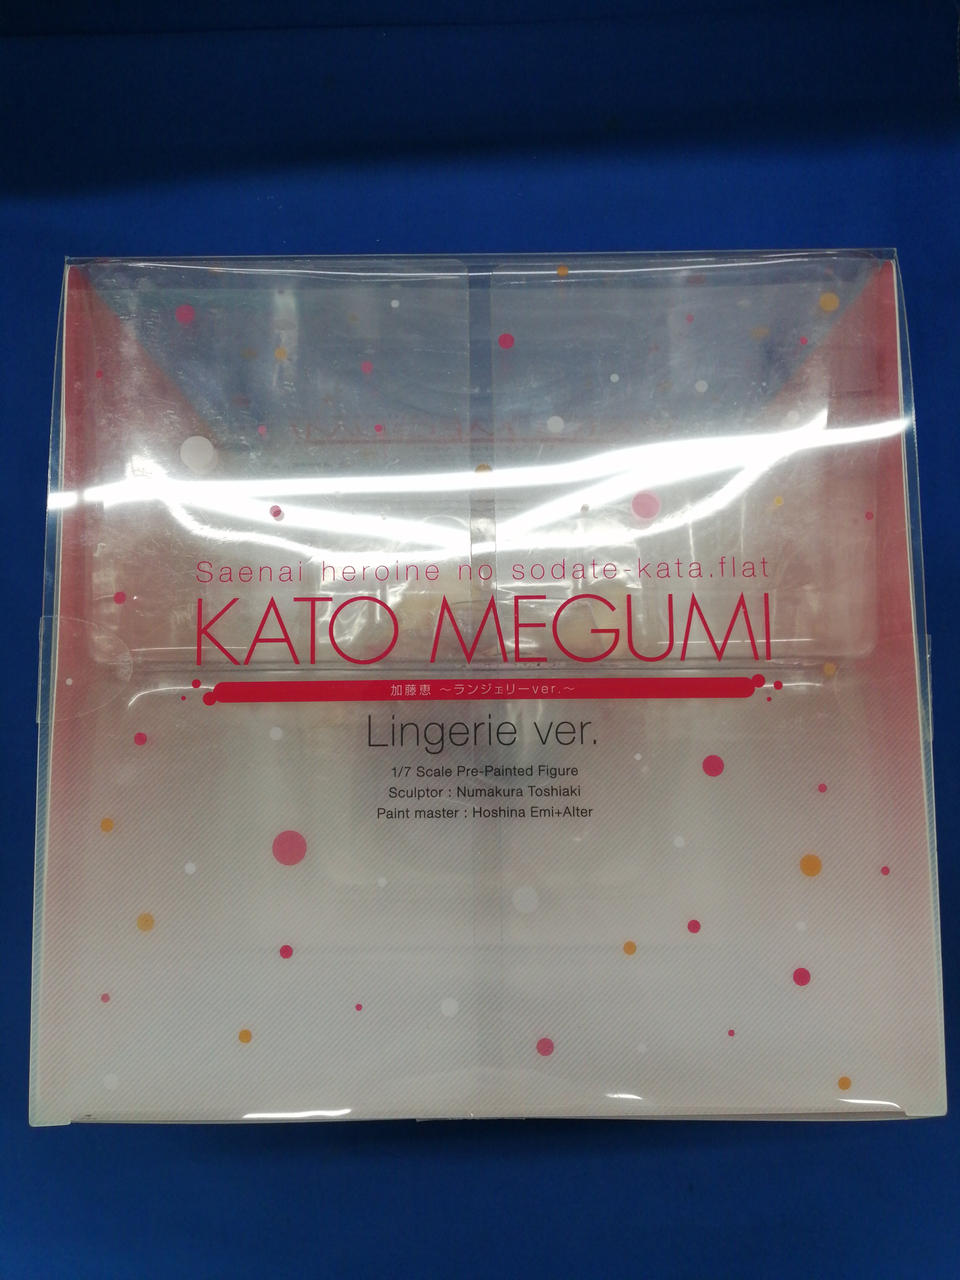 Saenai heroine no sodate-kata.flat
KATO MEGUMI
加藤恵 〜ランジェリーver.〜
Lingerie ver.
1/7 Scale Pre-Painted Figure
Sculptor : Numakura Toshiaki
Paint master : Hoshina Emi+Alter